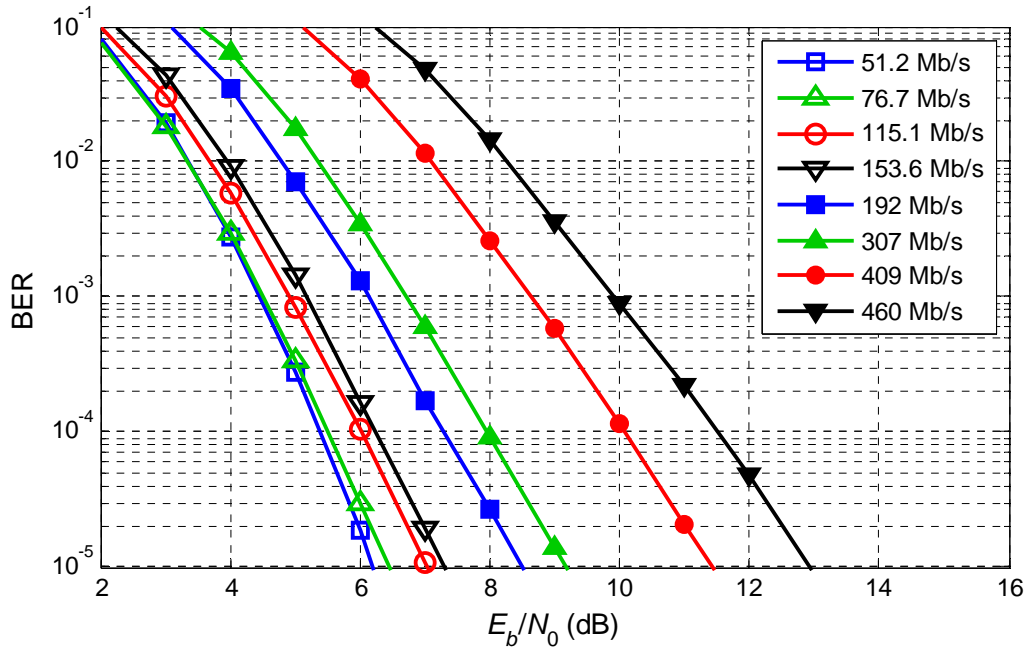 10^-1
10^-2
10^-3
10^-4
10^-5
BER
2 4 6 8 10 12 14 16
E_b/N_0 (dB)
51.2 Mb/s
76.7 Mb/s
115.1 Mb/s
153.6 Mb/s
192 Mb/s
307 Mb/s
409 Mb/s
460 Mb/s